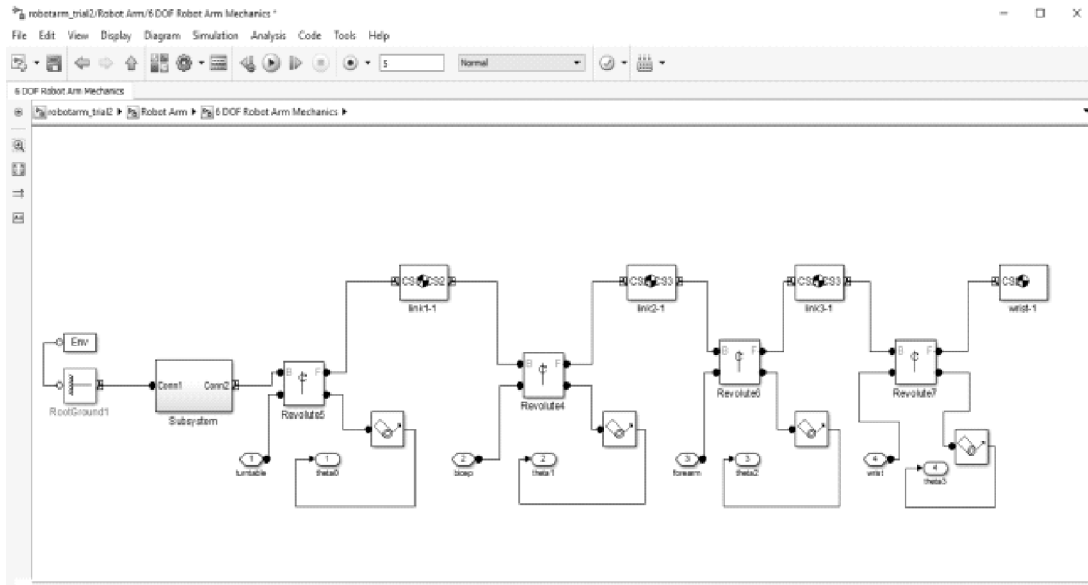 robotarm_trial2/Robot Arm/6 DOF Robot Arm Mechanics *
File Edit View Display Diagram Simulation Analysis Code Tools Help
5 Normal
6 DOF Robot Arm Mechanics
robotarm_trial2 Robot Arm 6 DOF Robot Arm Mechanics
CS1 CS2 CS2 CS3 CS2 CS3
link1-1 link2-1 link3-1 wrist-1
Env
B F B F B F B F
RootGround1
Conn1 Conn2
Subsystem
Revolute5 Revolute4 Revolute6 Revolute7
1 1 2 2 3 3 4 4
turntable theta0 bicep theta1 forearm theta2 wrist theta3